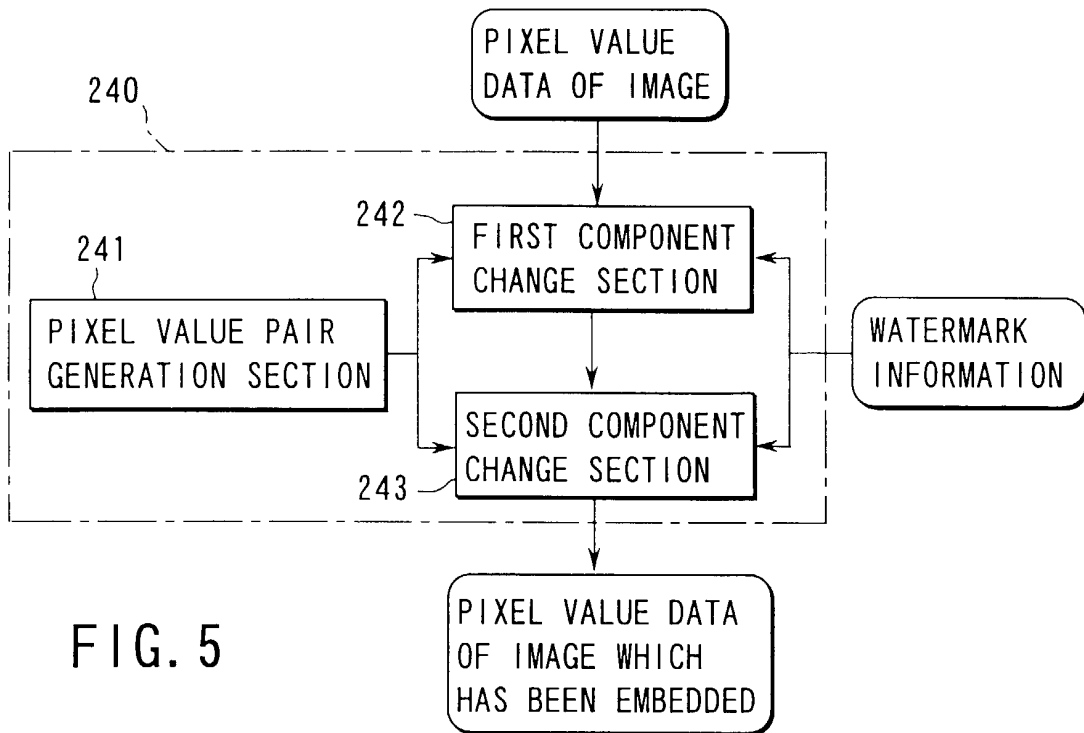 PIXEL VALUE
DATA OF IMAGE
240
242
FIRST COMPONENT
CHANGE SECTION
241
PIXEL VALUE PAIR
GENERATION SECTION
WATERMARK
INFORMATION
SECOND COMPONENT
CHANGE SECTION
243
PIXEL VALUE DATA
OF IMAGE WHICH
HAS BEEN EMBEDDED
FIG. 5